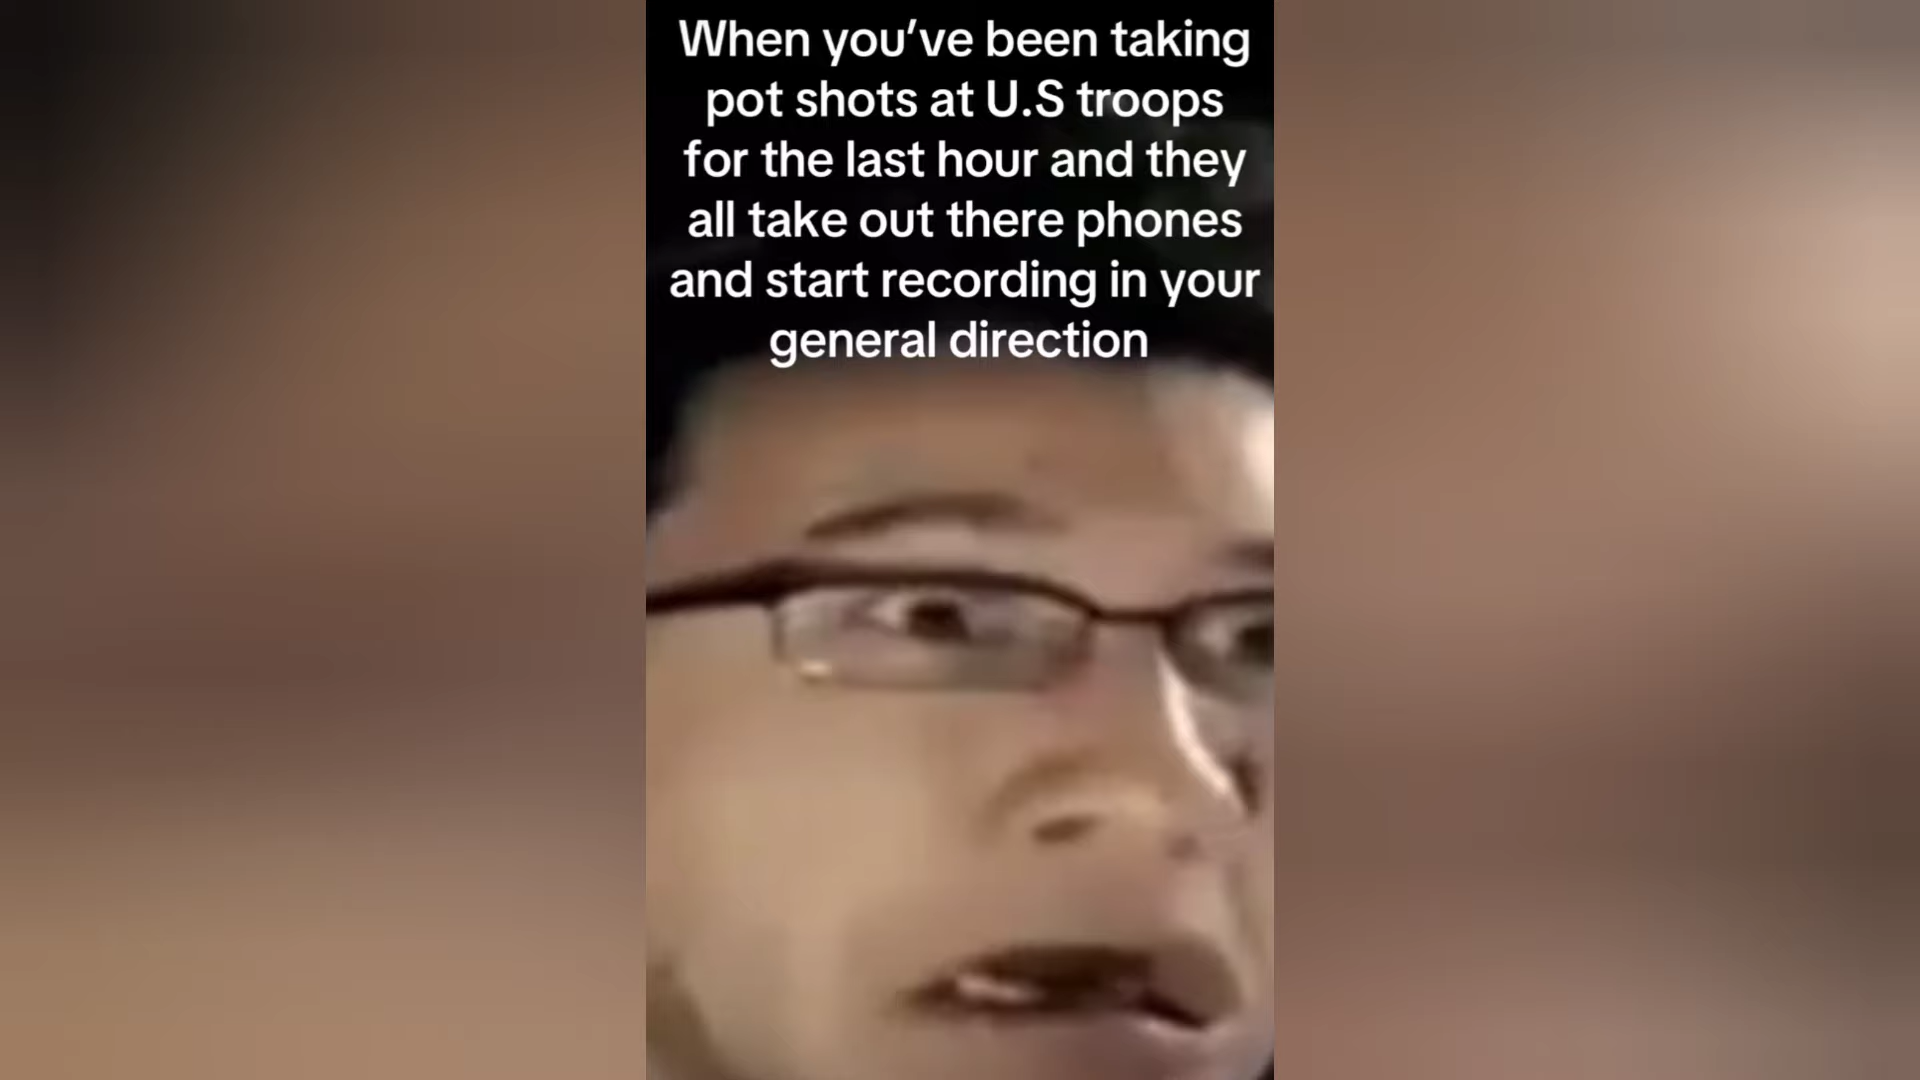 When you’ve been taking
pot shots at U.S troops
for the last hour and they
all take out there phones
and start recording in your
general direction